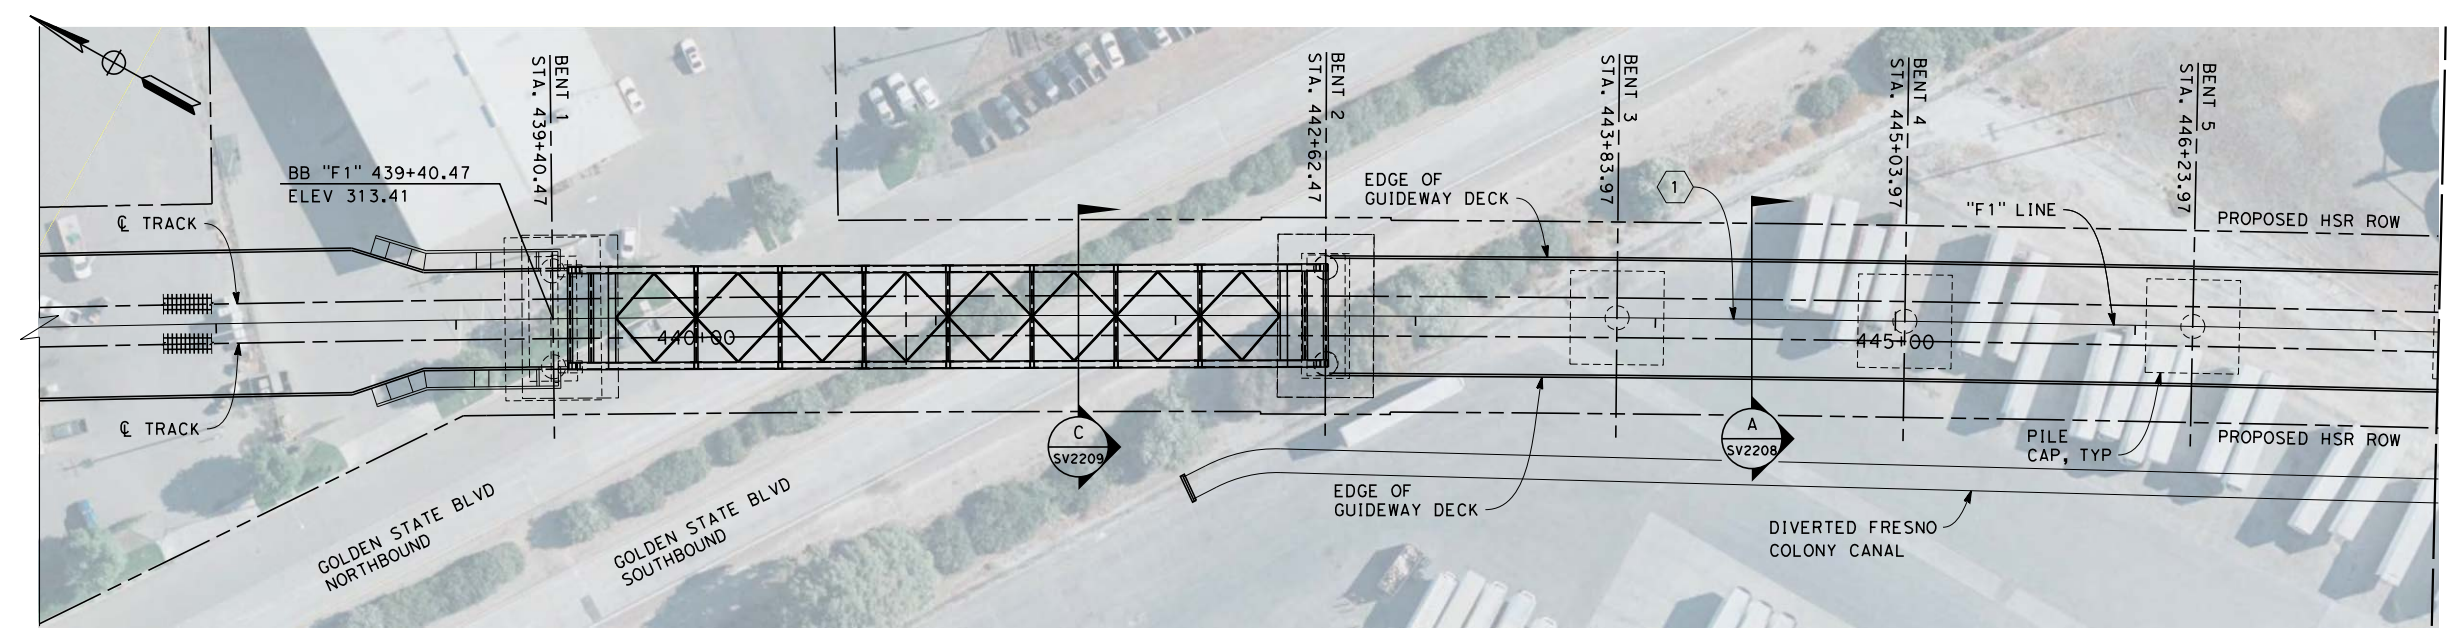 BENT 1
STA. 439+40.47
BENT 2
STA. 442+62.47
BENT 3
STA. 443+83.97
BENT 4
STA. 445+03.97
BENT 5
STA. 446+23.97
BB "F1" 439+40.47
ELEV 313.41
℄ TRACK
EDGE OF
GUIDEWAY DECK
1
"F1" LINE
PROPOSED HSR ROW
440+00
445+00
℄ TRACK
C
SV2209
A
SV2208
PILE
CAP, TYP
PROPOSED HSR ROW
GOLDEN STATE BLVD
NORTHBOUND
GOLDEN STATE BLVD
SOUTHBOUND
EDGE OF
GUIDEWAY DECK
DIVERTED FRESNO
COLONY CANAL